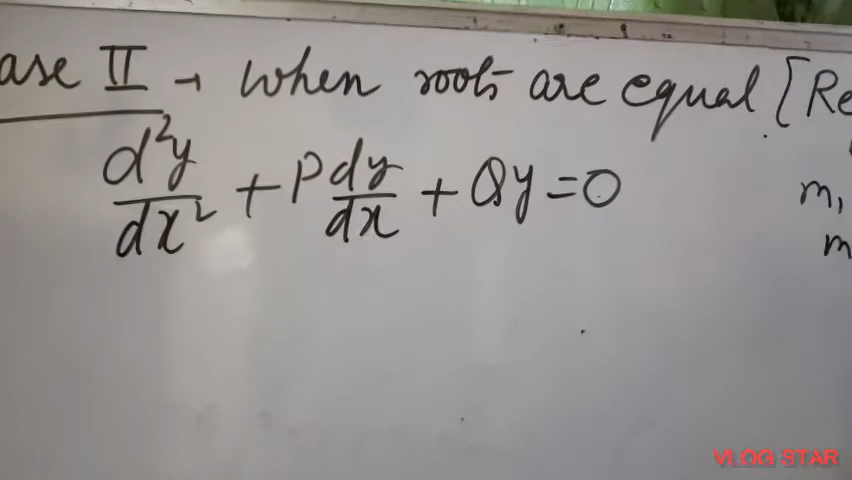 ase II → when roots are equal [Re
d²y/dx² + P dy/dx + Qy = 0
m,
m
VLOG STAR